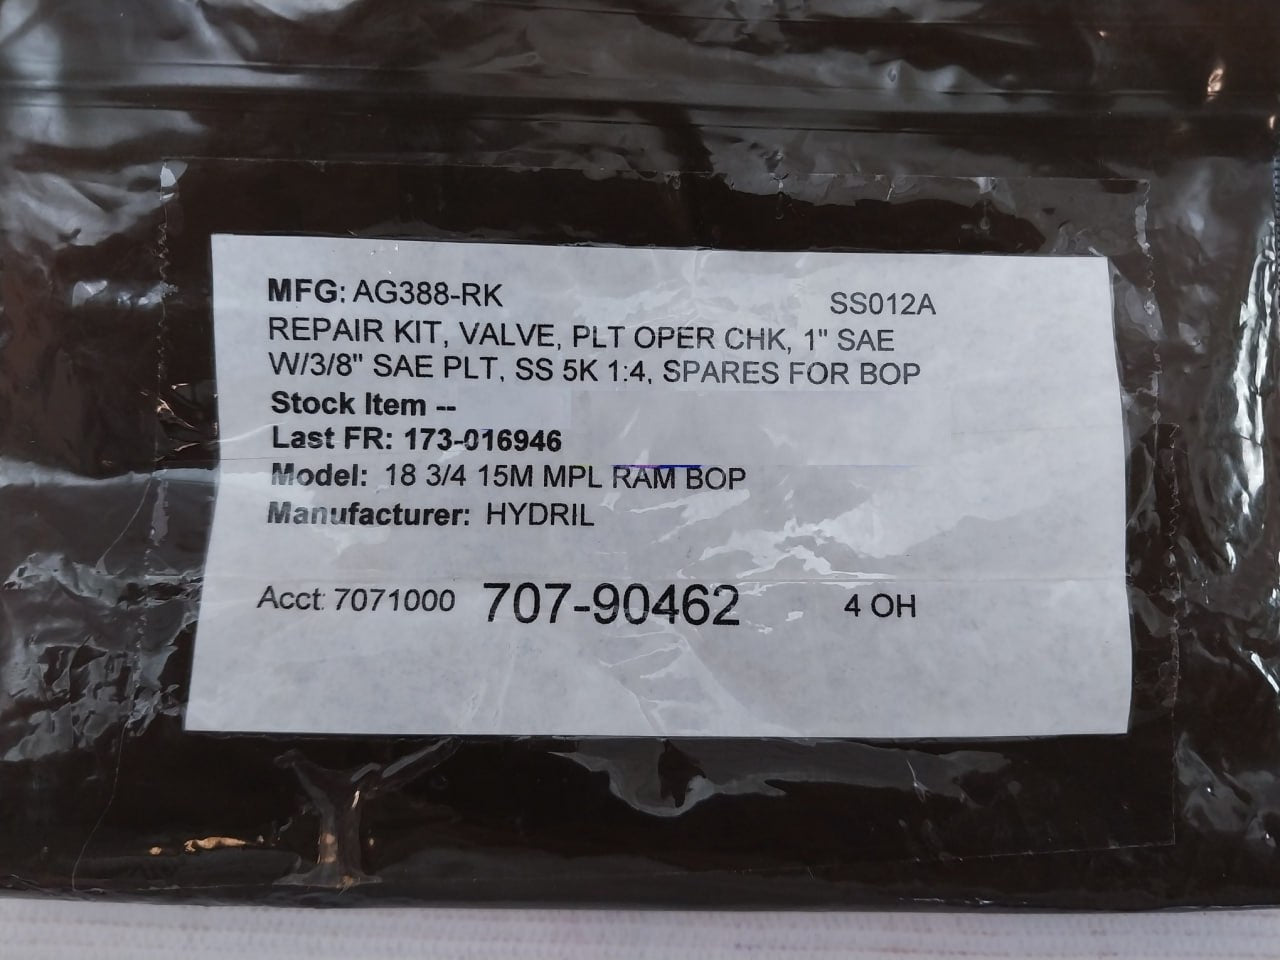 MFG: AG388-RK SS012A
REPAIR KIT, VALVE, PLT OPER CHK, 1" SAE
W/3/8" SAE PLT, SS 5K 1:4, SPARES FOR BOP
Stock Item --
Last FR: 173-016946
Model: 18 3/4 15M MPL RAM BOP
Manufacturer: HYDRIL
Acct: 7071000 707-90462 4 OH